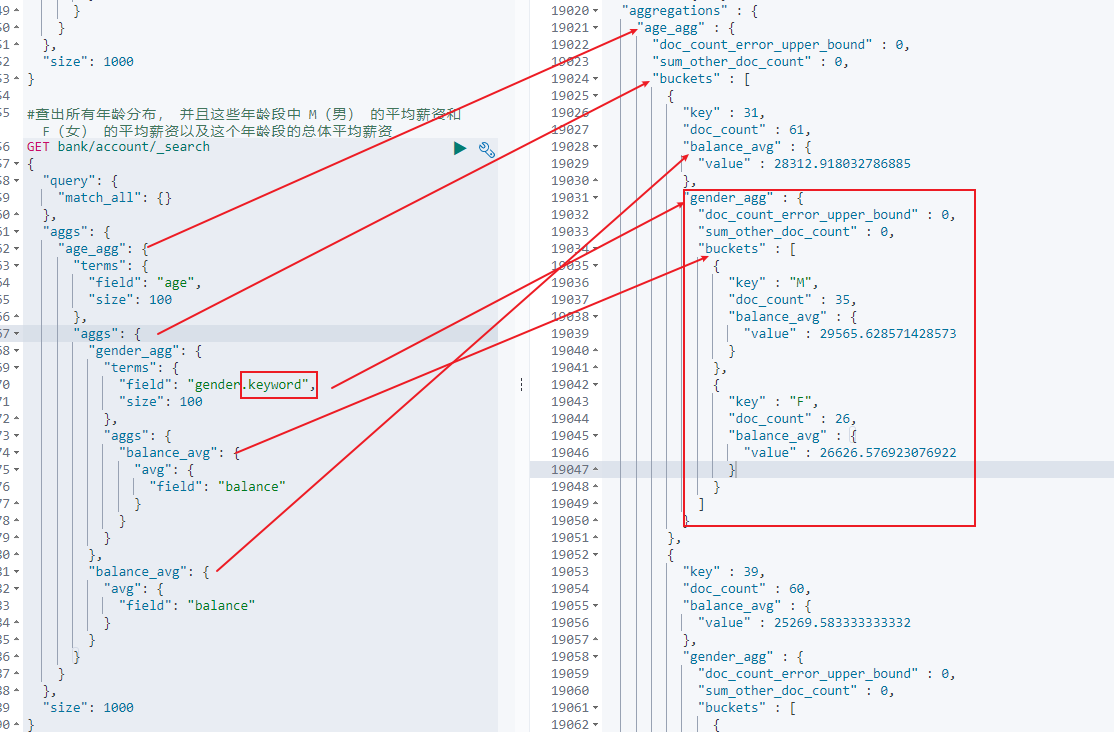 49
}
50
}
51
},
52
"size": 1000
53
}
54
55
#查出所有年龄分布， 并且这些年龄段中 M（男） 的平均薪资和
F（女） 的平均薪资以及这个年龄段的总体平均薪资
56
GET bank/account/_search
57
{
58
"query": {
59
"match_all": {}
60
},
61
"aggs": {
62
"age_agg": {
63
"terms": {
64
"field": "age",
65
"size": 100
66
},
67
"aggs": {
68
"gender_agg": {
69
"terms": {
70
"field": "gender.keyword",
71
"size": 100
72
},
73
"aggs": {
74
"balance_avg": {
75
"avg": {
76
"field": "balance"
77
}
78
}
79
}
80
},
81
"balance_avg": {
82
"avg": {
83
"field": "balance"
84
}
85
}
86
}
87
}
88
},
89
"size": 1000
90
}
19020
"aggregations" : {
19021
"age_agg" : {
19022
"doc_count_error_upper_bound" : 0,
19023
"sum_other_doc_count" : 0,
19024
"buckets" : [
19025
{
19026
"key" : 31,
19027
"doc_count" : 61,
19028
"balance_avg" : {
19029
"value" : 28312.918032786885
19030
},
19031
"gender_agg" : {
19032
"doc_count_error_upper_bound" : 0,
19033
"sum_other_doc_count" : 0,
19034
"buckets" : [
19035
{
19036
"key" : "M",
19037
"doc_count" : 35,
19038
"balance_avg" : {
19039
"value" : 29565.628571428573
19040
}
19041
},
19042
{
19043
"key" : "F",
19044
"doc_count" : 26,
19045
"balance_avg" : {
19046
"value" : 26626.576923076922
19047
}
19048
}
19049
]
19050
}
19051
},
19052
{
19053
"key" : 39,
19054
"doc_count" : 60,
19055
"balance_avg" : {
19056
"value" : 25269.583333333332
19057
},
19058
"gender_agg" : {
19059
"doc_count_error_upper_bound" : 0,
19060
"sum_other_doc_count" : 0,
19061
"buckets" : [
19062
{